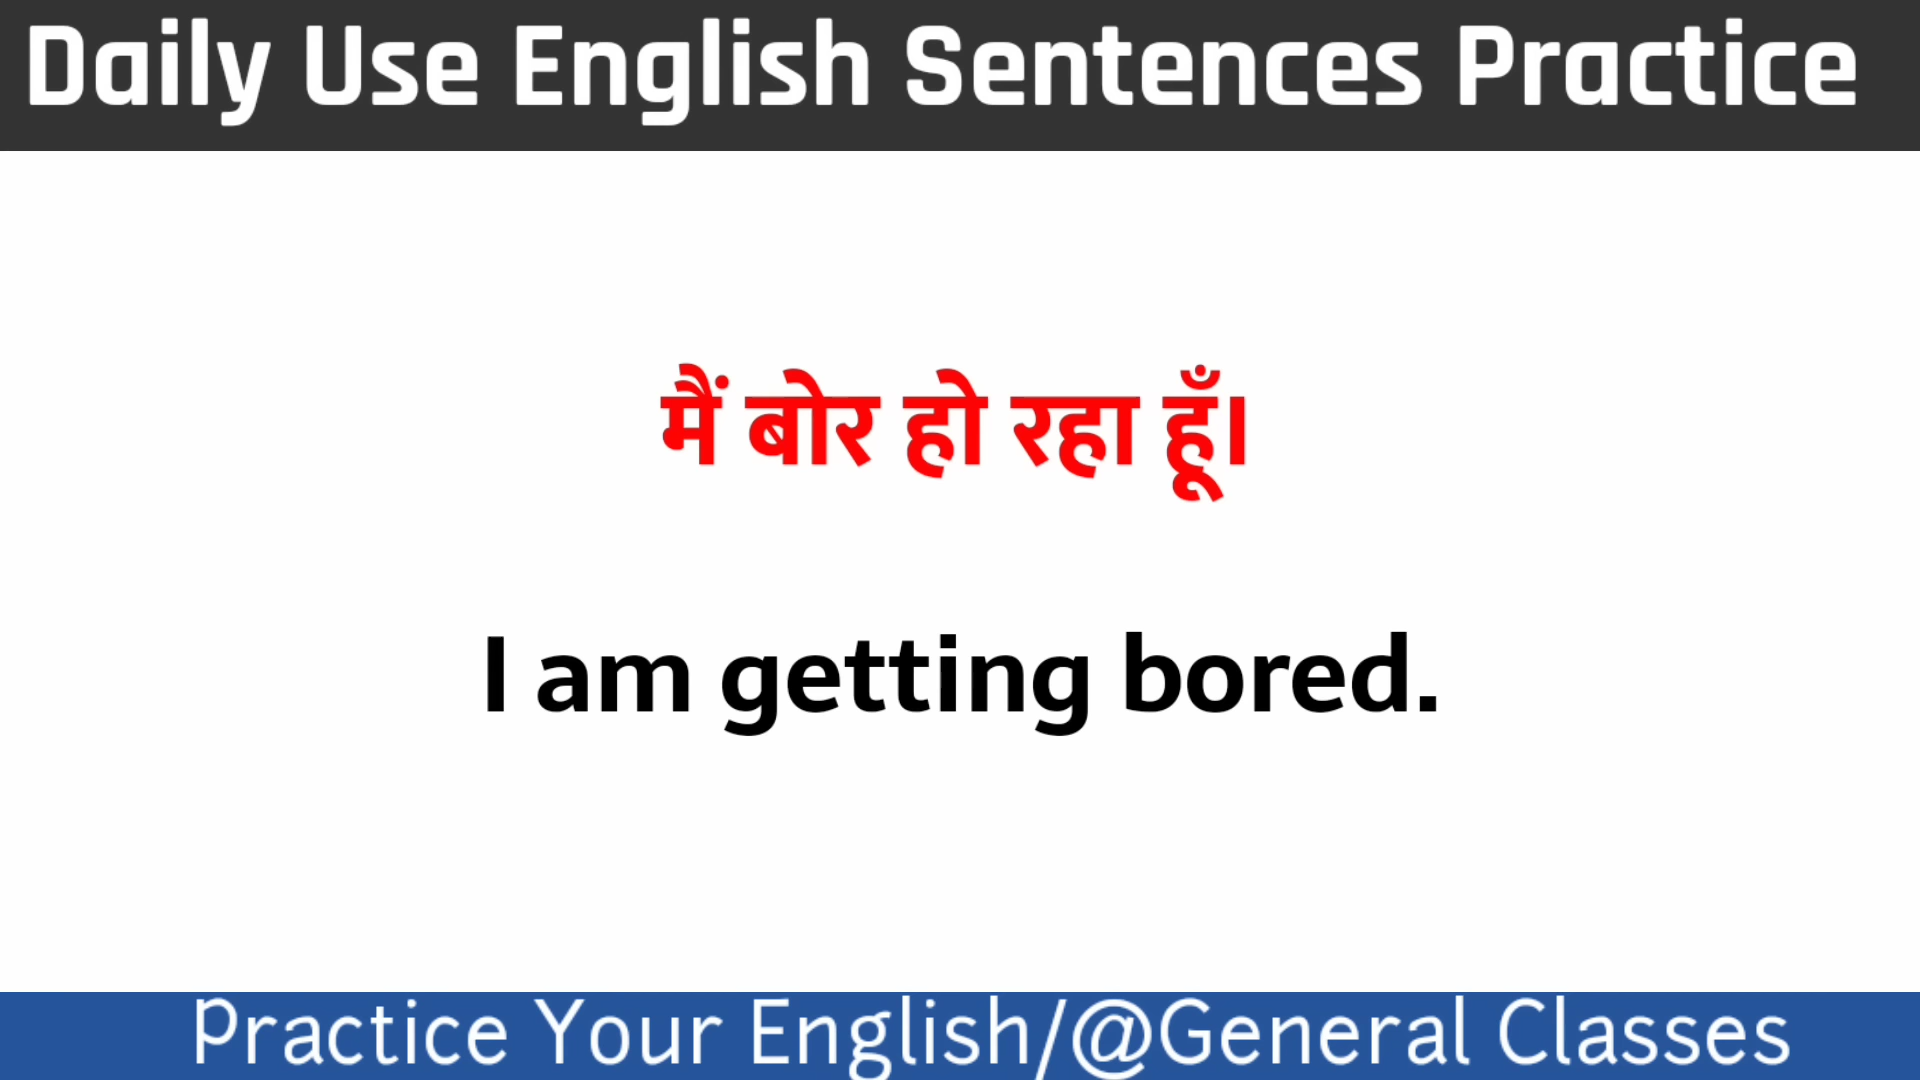 Daily Use English Sentences Practice
मैं बोर हो रहा हूँ।
I am getting bored.
Practice Your English/@General Classes